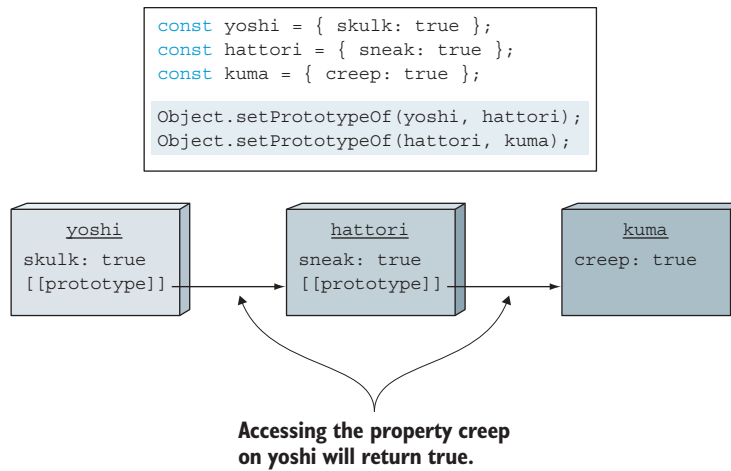 const yoshi = { skulk: true };
const hattori = { sneak: true };
const kuma = { creep: true };
Object.setPrototypeOf(yoshi, hattori);
Object.setPrototypeOf(hattori, kuma);
yoshi
skulk: true
[[prototype]]
hattori
sneak: true
[[prototype]]
kuma
creep: true
Accessing the property creep
on yoshi will return true.